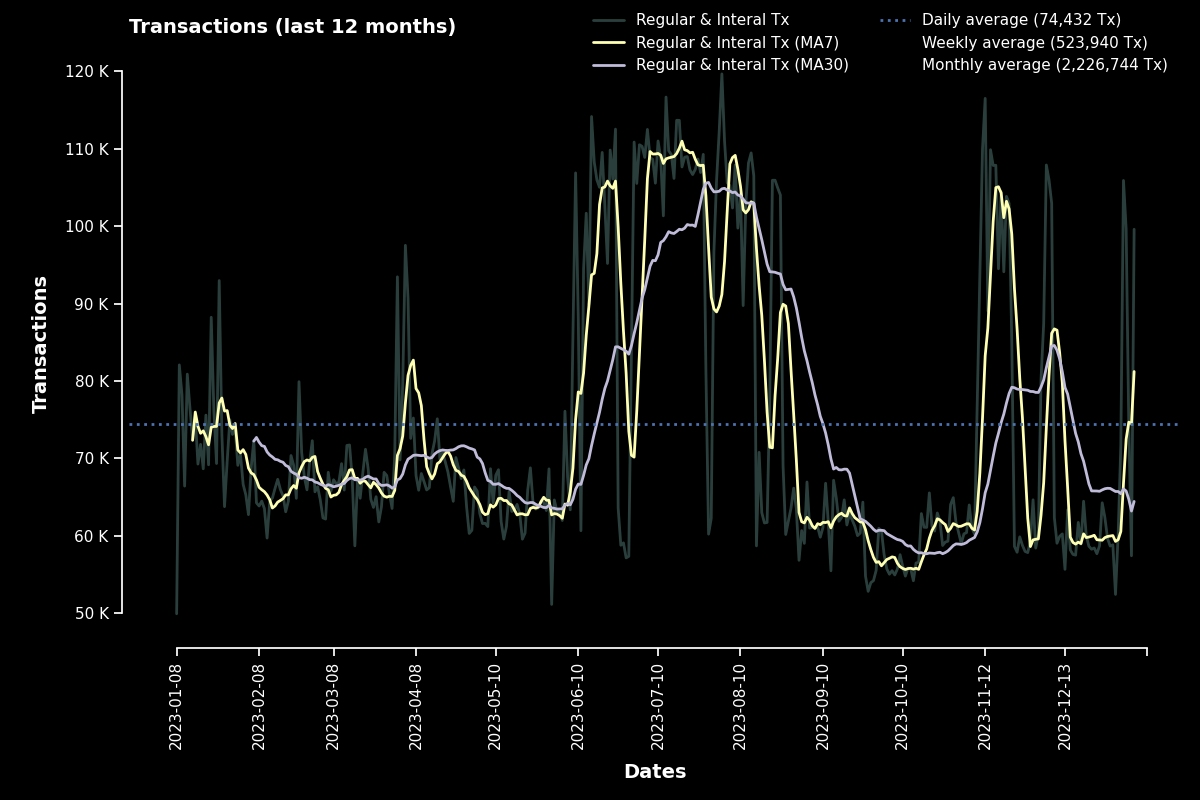 Transactions (last 12 months)
Regular & Interal Tx
Regular & Interal Tx (MA7)
Regular & Interal Tx (MA30)
Daily average (74,432 Tx)
Weekly average (523,940 Tx)
Monthly average (2,226,744 Tx)
Transactions
120 K
110 K
100 K
90 K
80 K
70 K
60 K
50 K
2023-01-08
2023-02-08
2023-03-08
2023-04-08
2023-05-10
2023-06-10
2023-07-10
2023-08-10
2023-09-10
2023-10-10
2023-11-12
2023-12-13
Dates